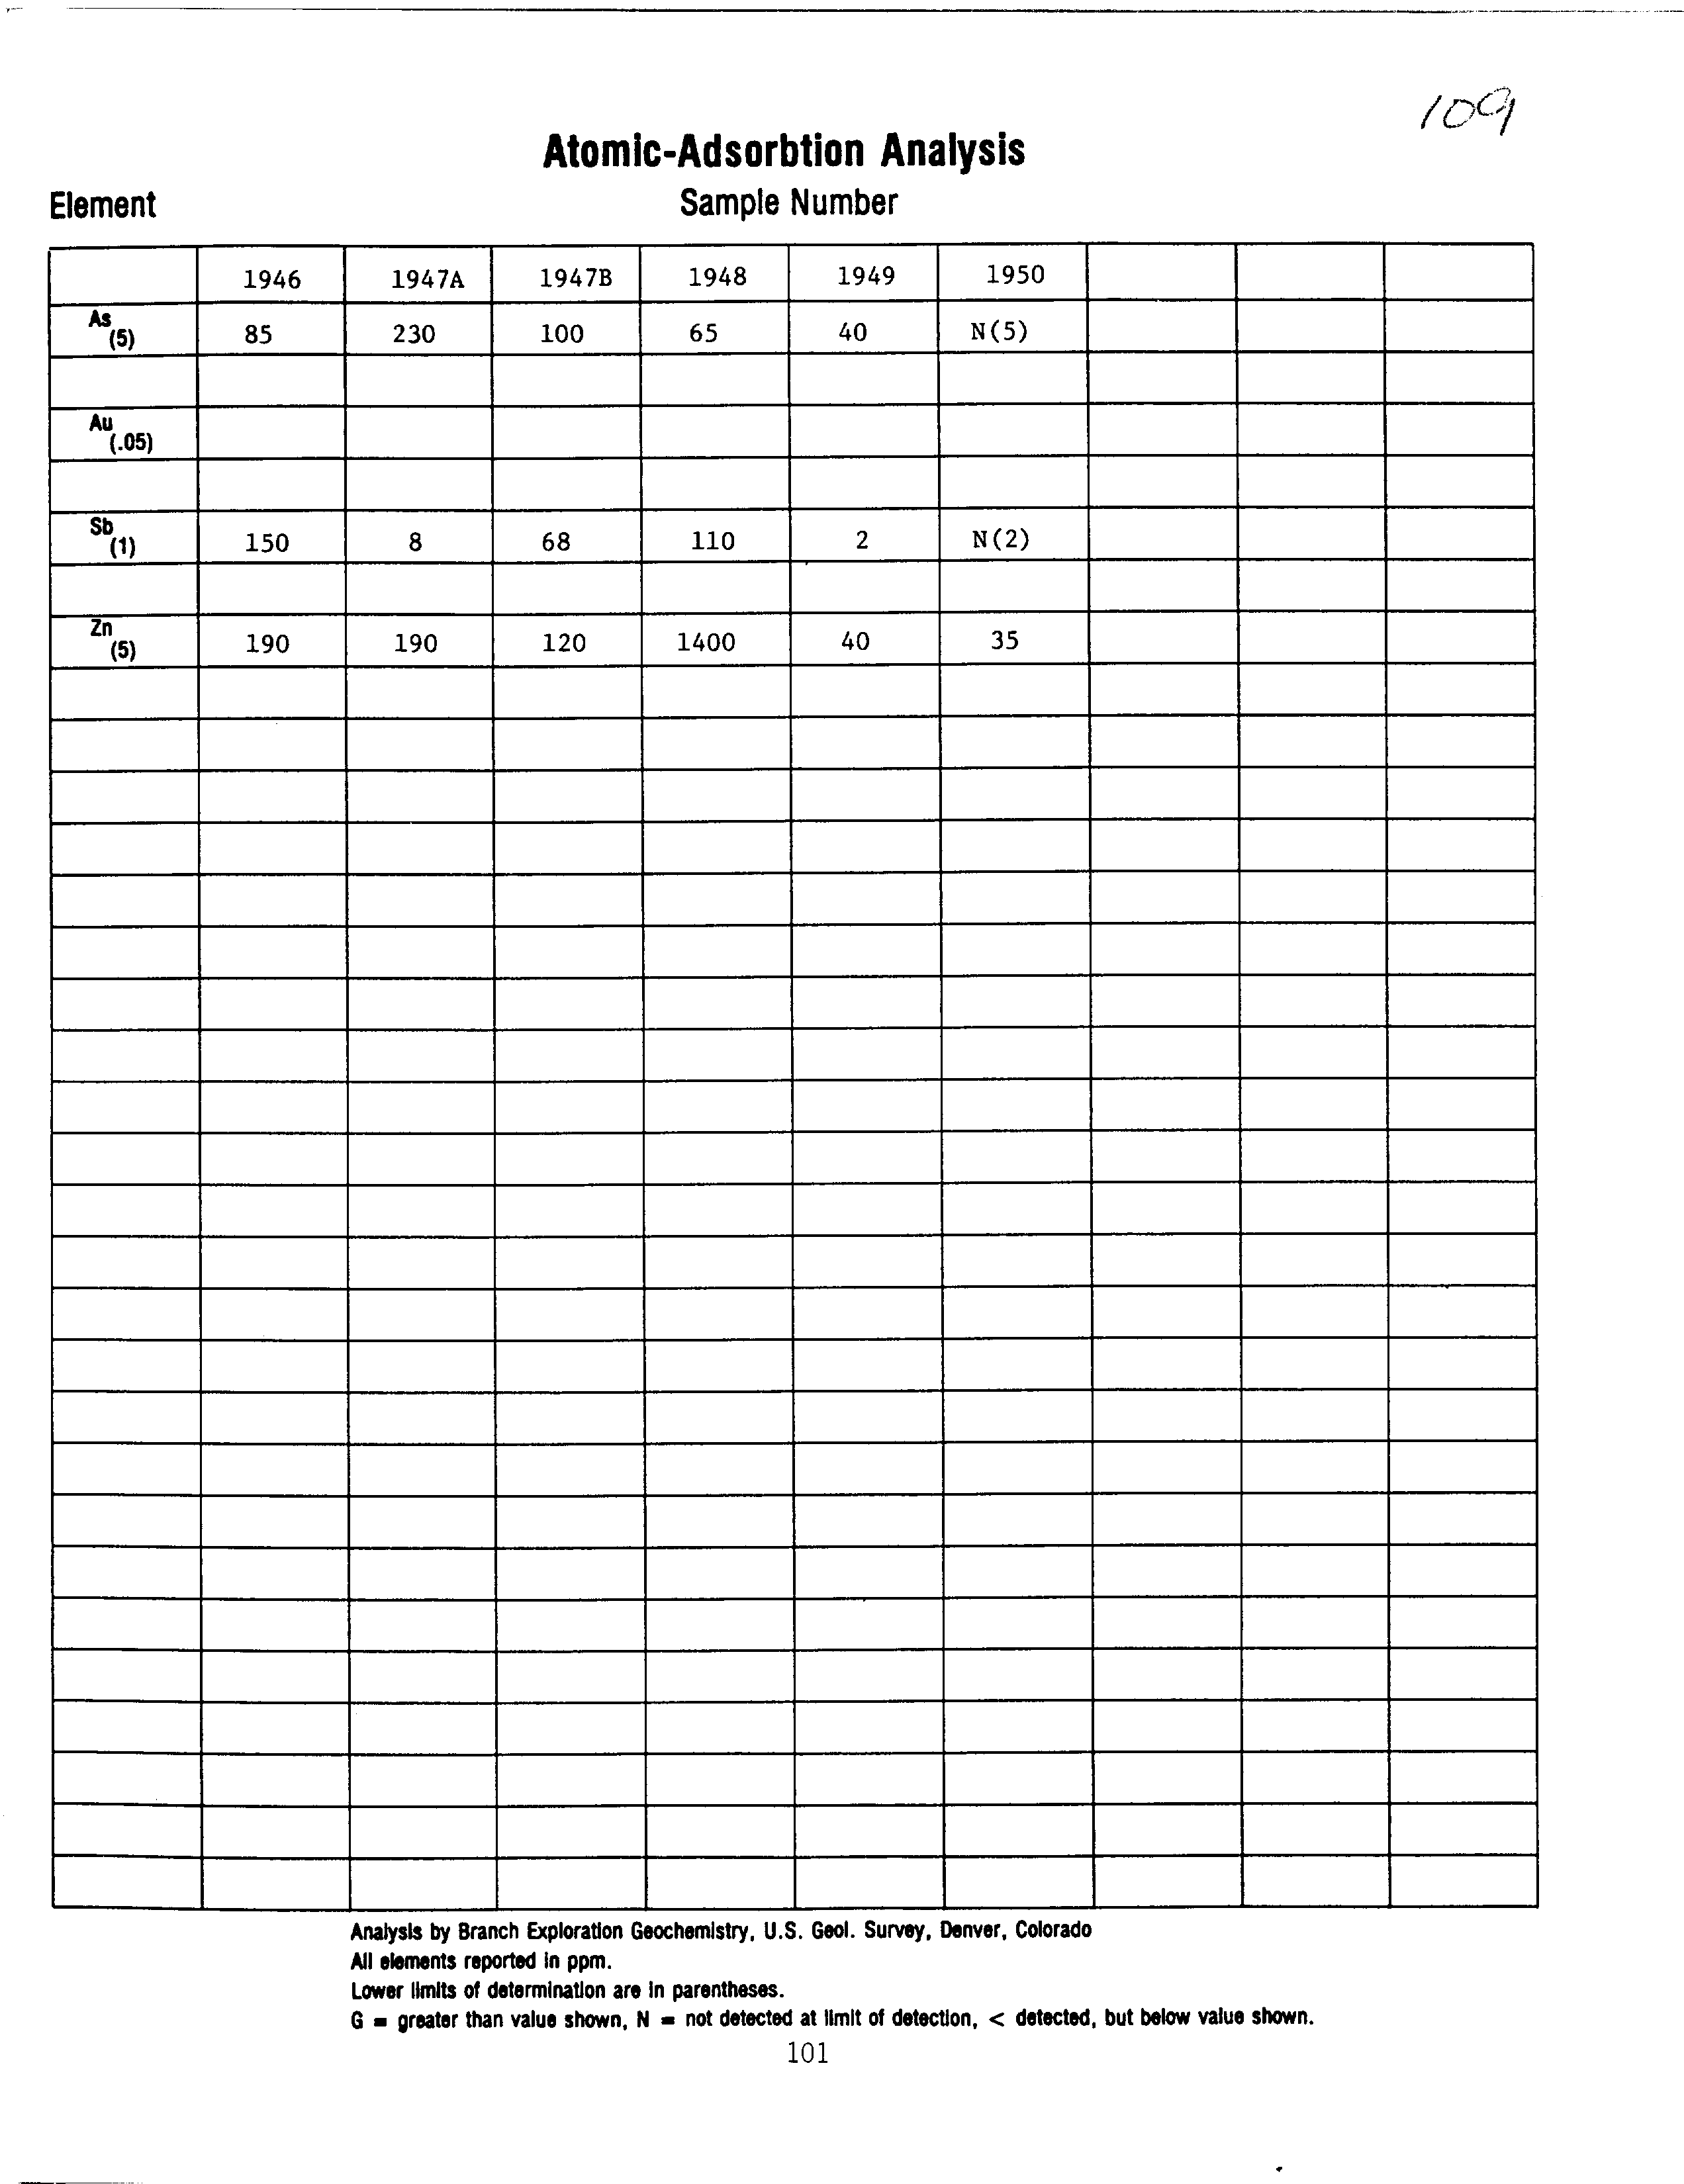 109
Atomic-Adsorbtion Analysis
Element Sample Number
1946 1947A 1947B 1948 1949 1950
As (5) 85 230 100 65 40 N(5)
Au (.05)
Sb (1) 150 8 68 110 2 N(2)
Zn (5) 190 190 120 1400 40 35
Analysis by Branch Exploration Geochemistry, U.S. Geol. Survey, Denver, Colorado
All elements reported in ppm.
Lower limits of determination are in parentheses.
G = greater than value shown, N = not detected at limit of detection, < detected, but below value shown.
101